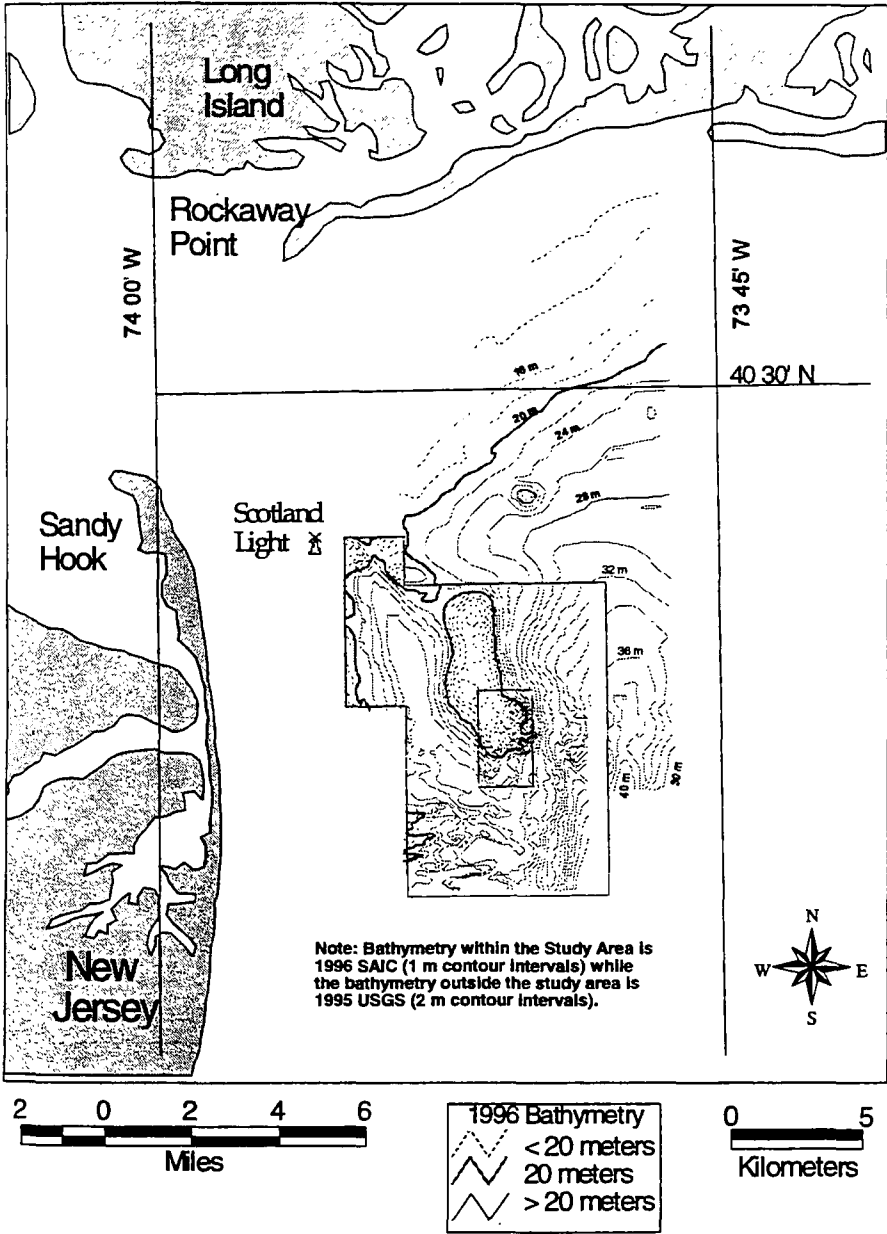 Long
Island
Rockaway
Point
74 00' W
73 45' W
16 m
40 30' N
20 m
24 m
28 m
Sandy
Hook
Scotland
Light
32 m
36 m
40 m
Note: Bathymetry within the Study Area is
1996 SAIC (1 m contour intervals) while
the bathymetry outside the study area is
1995 USGS (2 m contour intervals).
New
Jersey
N
W
E
S
2 0 2 4 6
Miles
1996 Bathymetry
< 20 meters
20 meters
> 20 meters
0 5
Kilometers